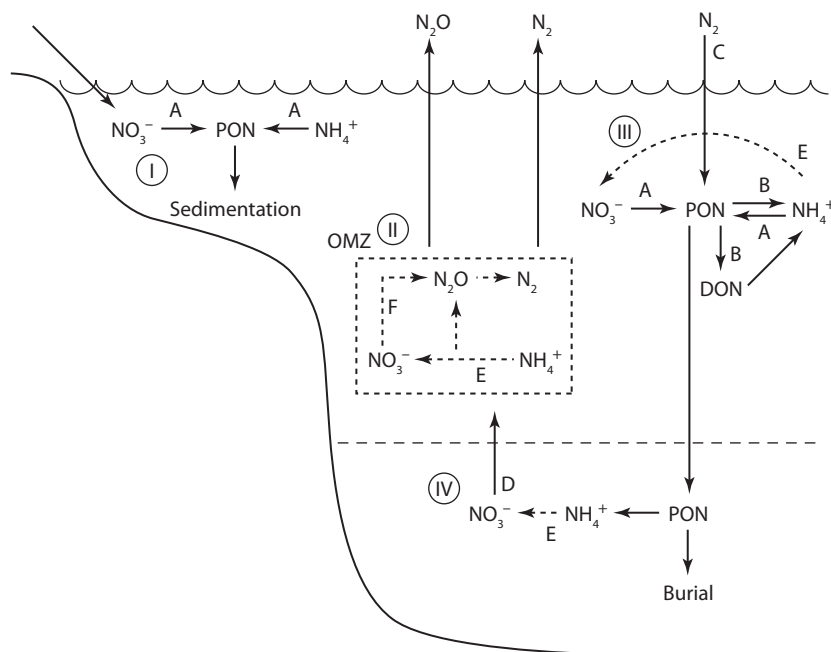 N₂O
N₂
N₂
C
A
A
NO₃⁻
PON
NH₄⁺
I
Sedimentation
III
E
NO₃⁻
A
PON
B
A
NH₄⁺
B
DON
II
OMZ
N₂O
N₂
F
NO₃⁻
E
NH₄⁺
IV
D
NO₃⁻
E
NH₄⁺
PON
Burial